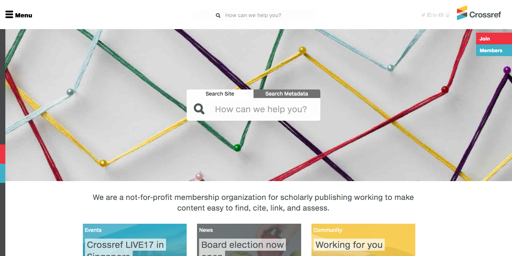 Menu
How can we help you?
Crossref
Join
Members
Search Site
Search Metadata
How can we help you?
We are a not-for-profit membership organization for scholarly publishing working to make
content easy to find, cite, link, and assess.
Events
News
Community
Crossref LIVE17 in
Board election now
Working for you
Singapore
open